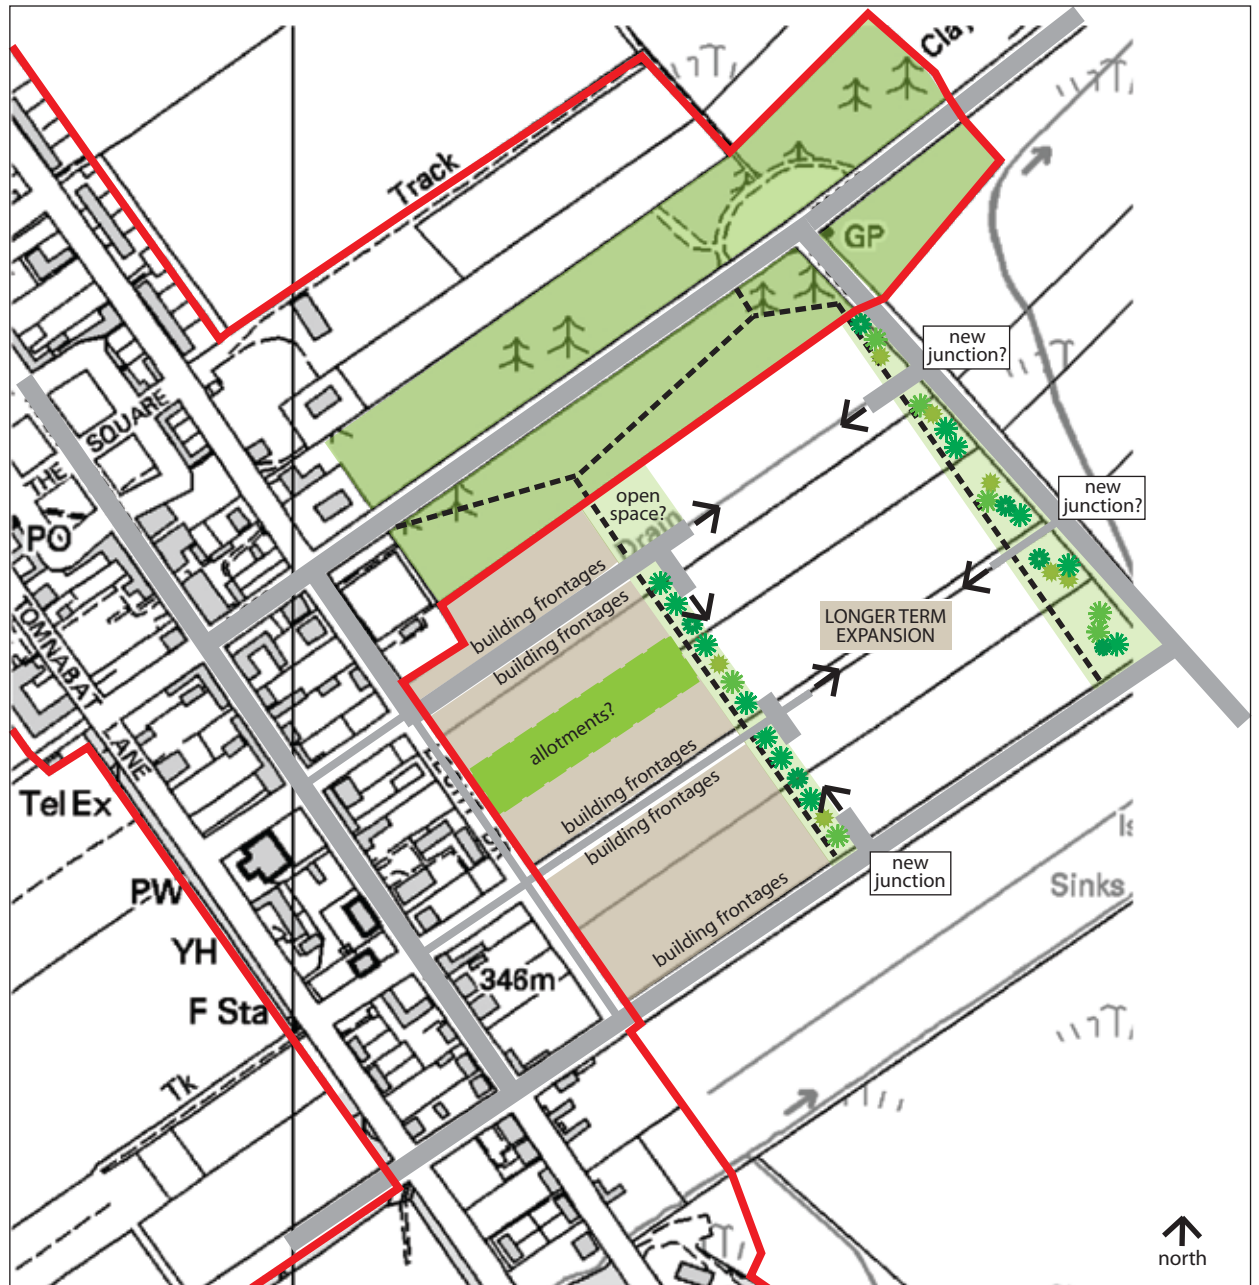 Clay
Track
GP
new
junction?
THE
SQUARE
PO
open
space?
Drain
new
junction?
building frontages
building frontages
TOMNABAT
LANE
LONGER TERM
EXPANSION
allotments?
Tel Ex
building frontages
building frontages
new
junction
PW
Is
Sinks
YH
building frontages
346m
F Sta
Tk
north